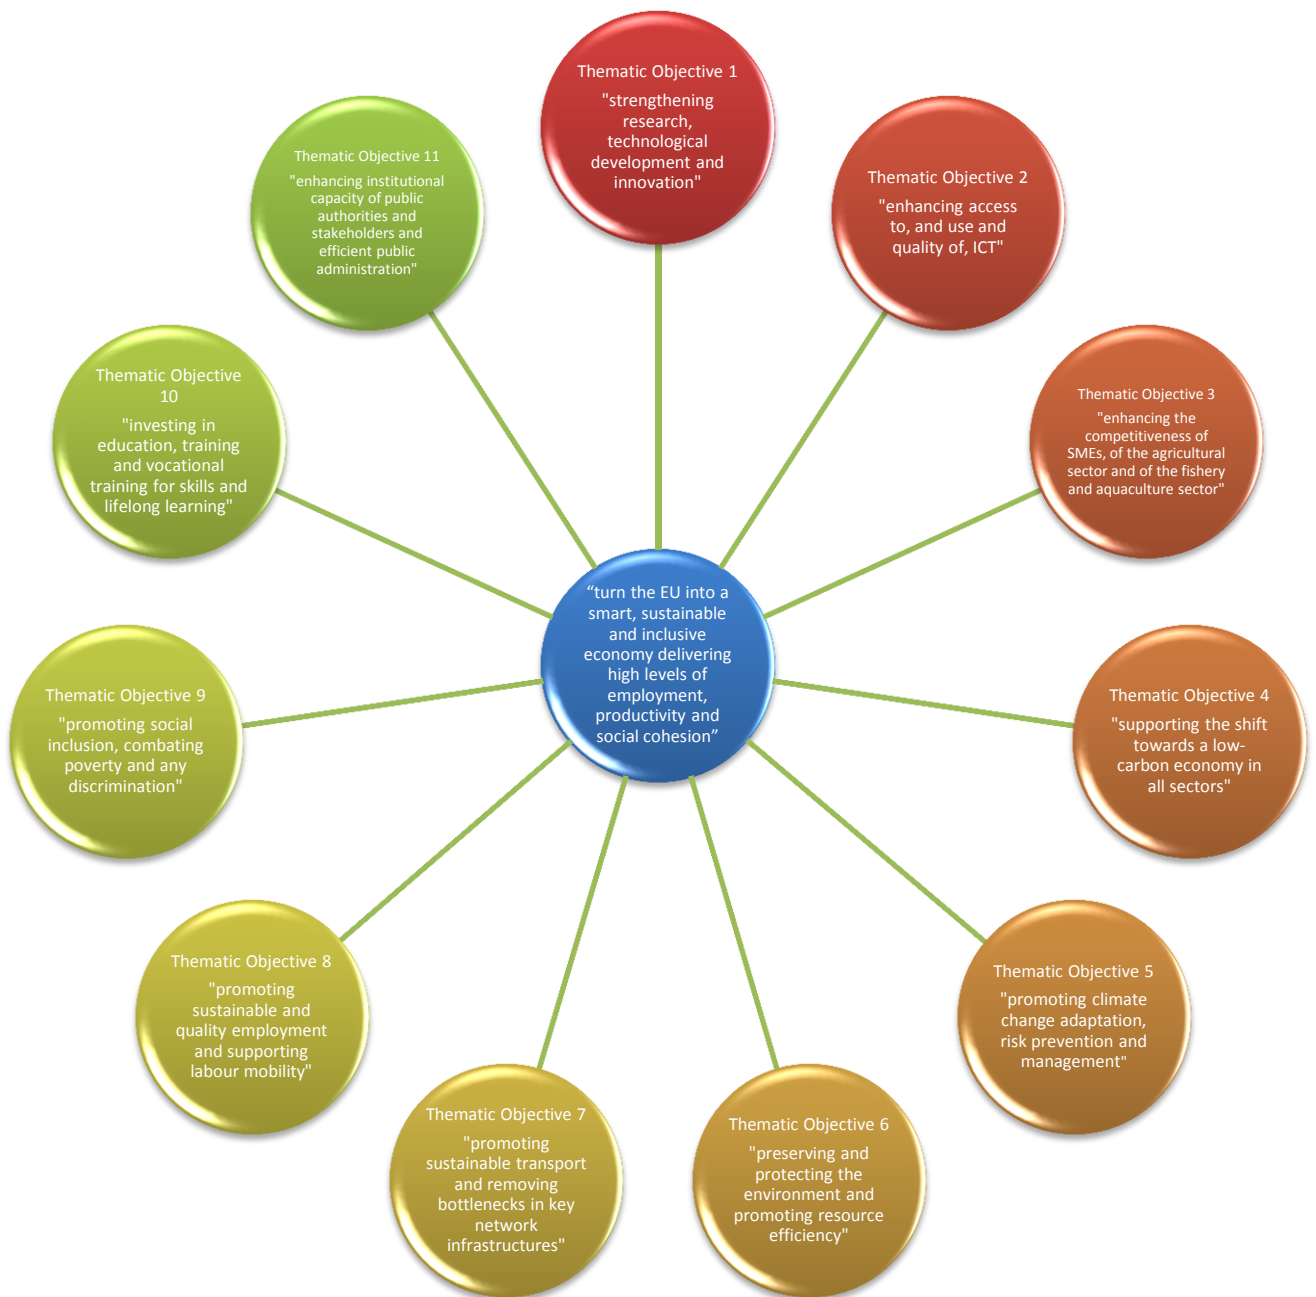 Thematic Objective 1
"strengthening
research,
technological
development and
innovation"
Thematic Objective 2
"enhancing access
to, and use and
quality of, ICT"
Thematic Objective 3
"enhancing the
competitiveness of
SMEs, of the agricultural
sector and of the fishery
and aquaculture sector"
Thematic Objective 4
"supporting the shift
towards a low-
carbon economy in
all sectors"
Thematic Objective 5
"promoting climate
change adaptation,
risk prevention and
management"
Thematic Objective 6
"preserving and
protecting the
environment and
promoting resource
efficiency"
Thematic Objective 7
"promoting
sustainable transport
and removing
bottlenecks in key
network
infrastructures"
Thematic Objective 8
"promoting
sustainable and
quality employment
and supporting
labour mobility"
Thematic Objective 9
"promoting social
inclusion, combating
poverty and any
discrimination"
Thematic Objective
10
"investing in
education, training
and vocational
training for skills and
lifelong learning"
Thematic Objective 11
"enhancing institutional
capacity of public
authorities and
stakeholders and
efficient public
administration"
“turn the EU into a
smart, sustainable
and inclusive
economy delivering
high levels of
employment,
productivity and
social cohesion”